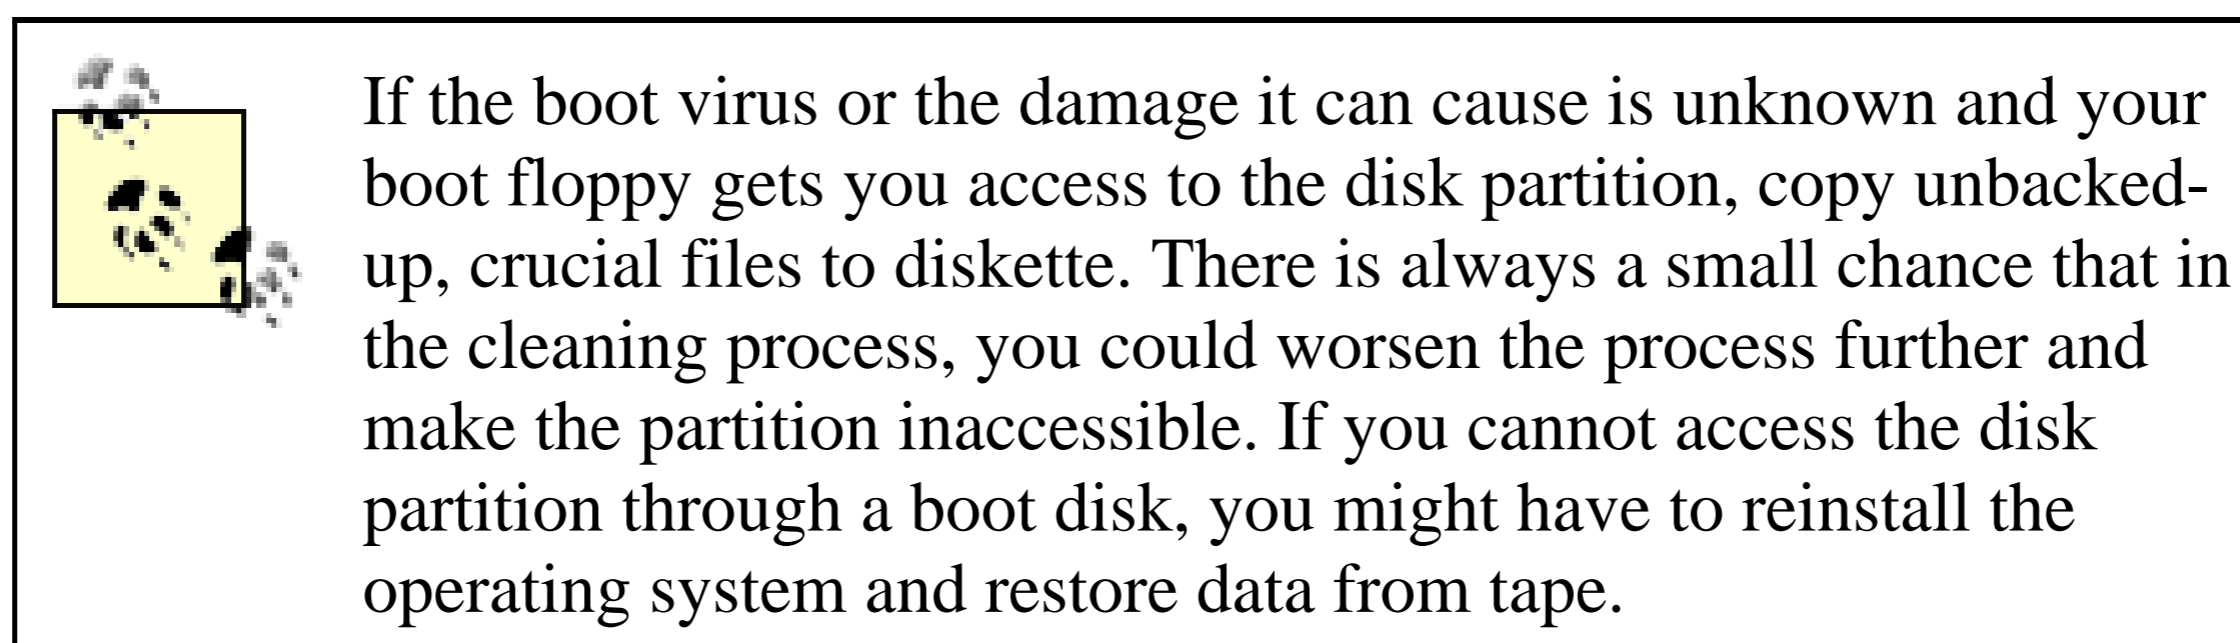 If the boot virus or the damage it can cause is unknown and your
boot floppy gets you access to the disk partition, copy unbacked-
up, crucial files to diskette. There is always a small chance that in
the cleaning process, you could worsen the process further and
make the partition inaccessible. If you cannot access the disk
partition through a boot disk, you might have to reinstall the
operating system and restore data from tape.